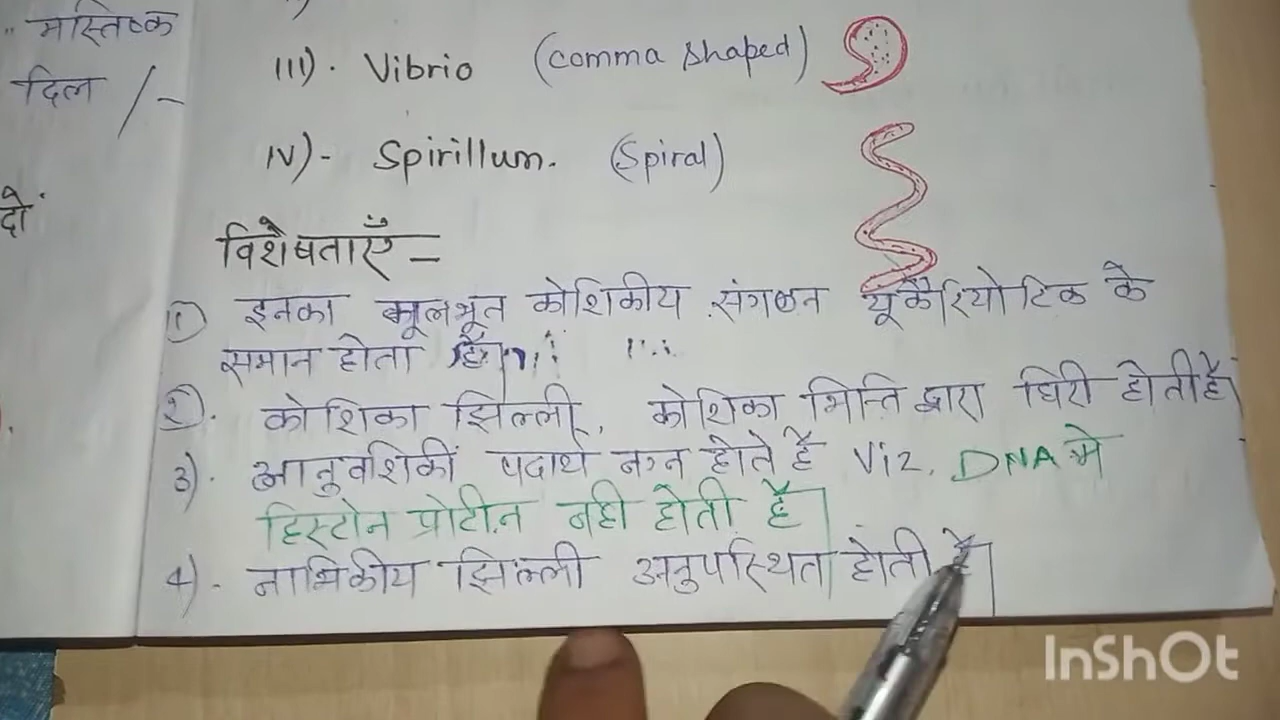 " मस्तिष्क
दिल /-
दो
III). Vibrio (comma shaped)
IV)- Spirillum. (Spiral)
विशेषताएँ -
1) इनका मूलभूत कोशिकीय संगठन यूकैरियोटिक के
समान होता है।
2). कोशिका झिल्ली, कोशिका भित्ति द्वारा घिरी होती है।
3). आनुवशिकीं पदार्थ नग्न होते है Viz. DNA मे
हिस्टोन प्रोटीन नही होती है।
4)- नाभिकीय झिल्ली अनुपस्थित होती है।
InShOt